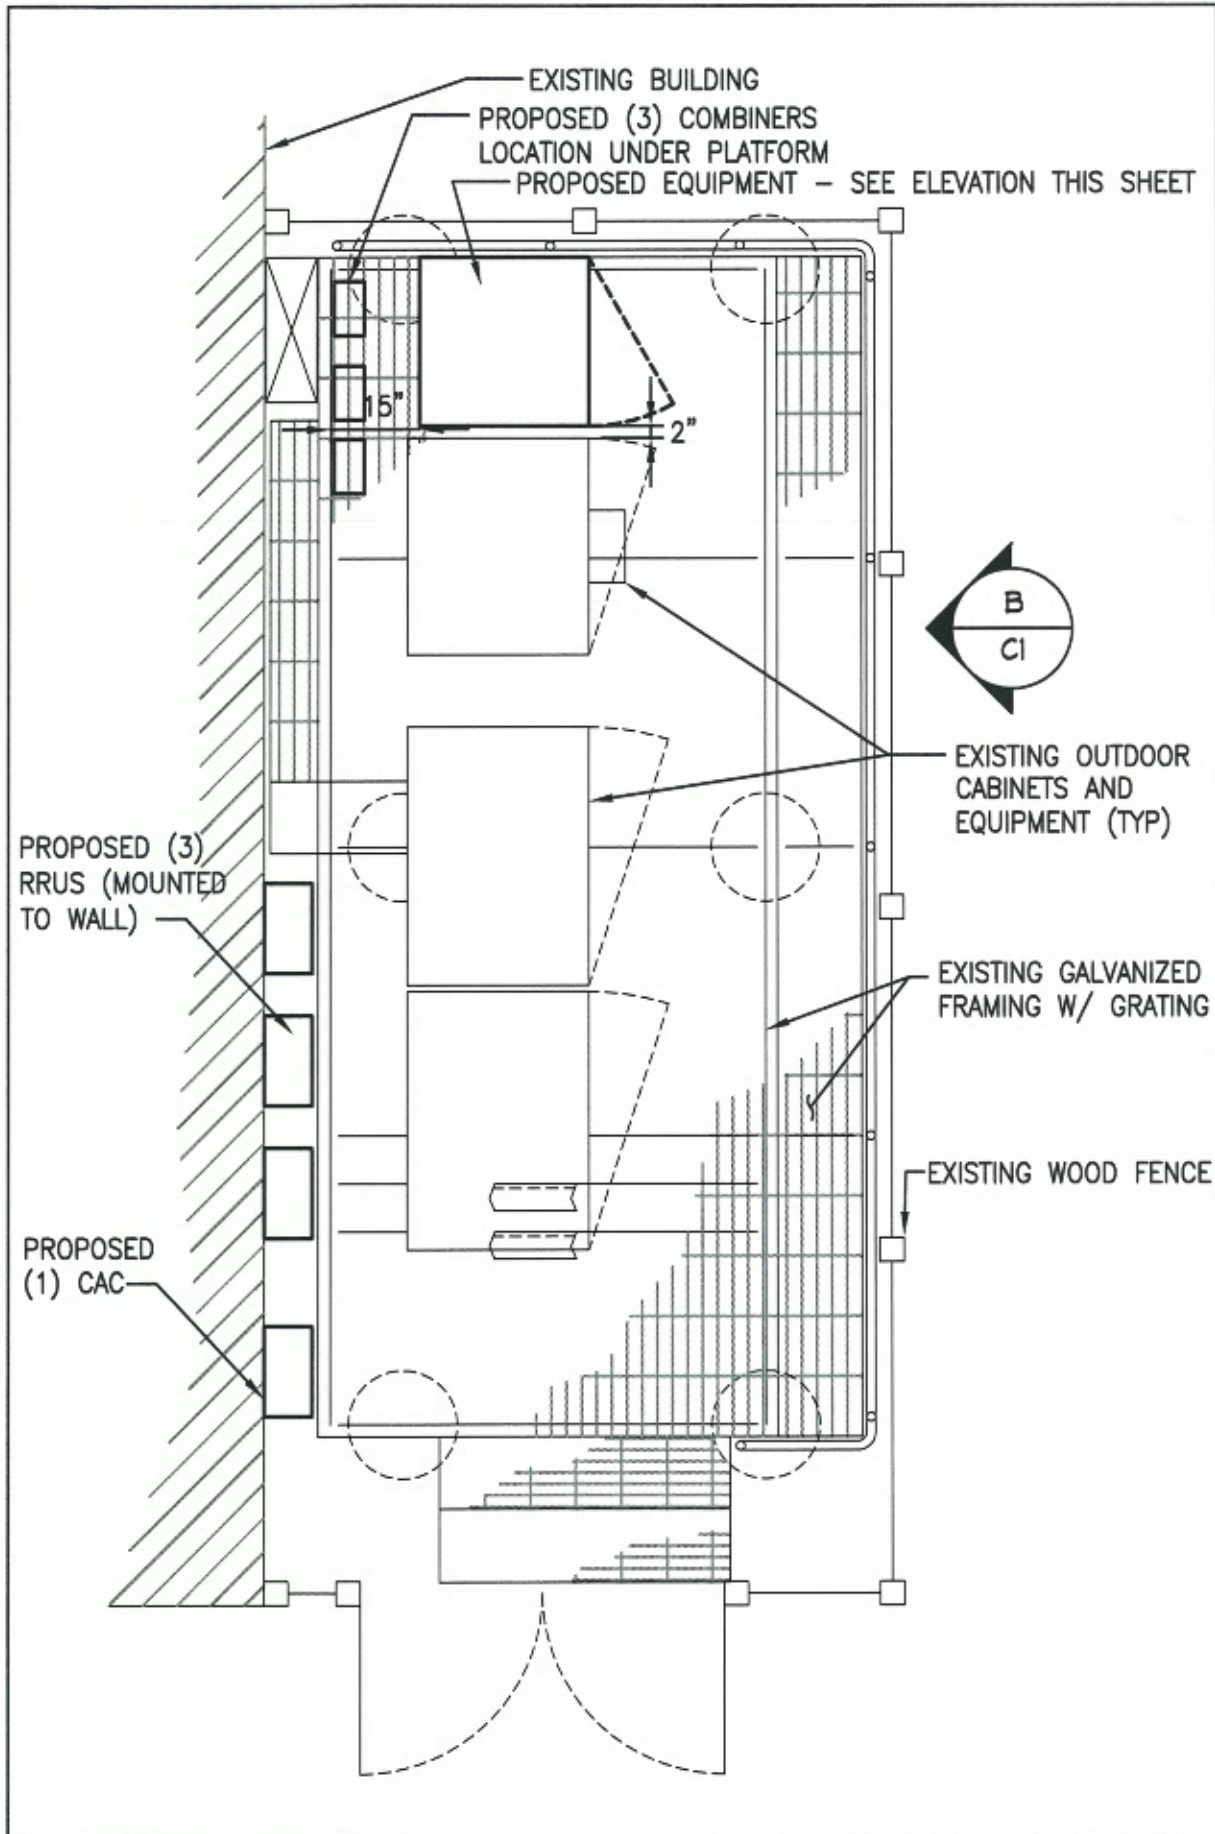 EXISTING BUILDING
PROPOSED (3) COMBINERS
LOCATION UNDER PLATFORM
PROPOSED EQUIPMENT – SEE ELEVATION THIS SHEET
15"
2"
B
C1
EXISTING OUTDOOR
CABINETS AND
EQUIPMENT (TYP)
PROPOSED (3)
RRUS (MOUNTED
TO WALL)
EXISTING GALVANIZED
FRAMING W/ GRATING
EXISTING WOOD FENCE
PROPOSED
(1) CAC